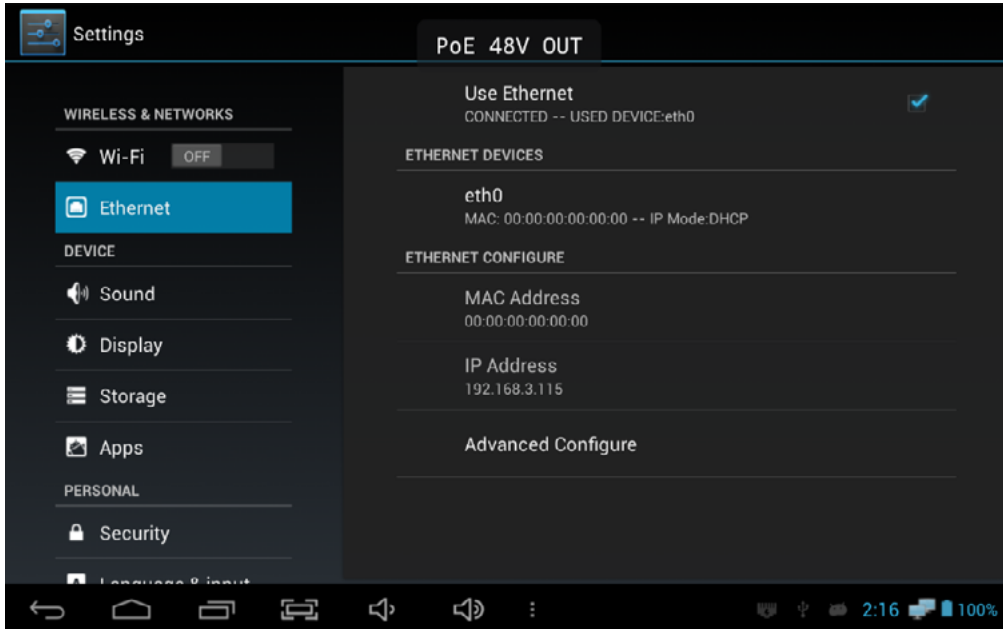 Settings
PoE 48V OUT
WIRELESS & NETWORKS
Wi-Fi OFF
Ethernet
DEVICE
Sound
Display
Storage
Apps
PERSONAL
Security
Language & input
Use Ethernet
CONNECTED -- USED DEVICE:eth0
ETHERNET DEVICES
eth0
MAC: 00:00:00:00:00:00 -- IP Mode:DHCP
ETHERNET CONFIGURE
MAC Address
00:00:00:00:00:00
IP Address
192.168.3.115
Advanced Configure
2:16 100%